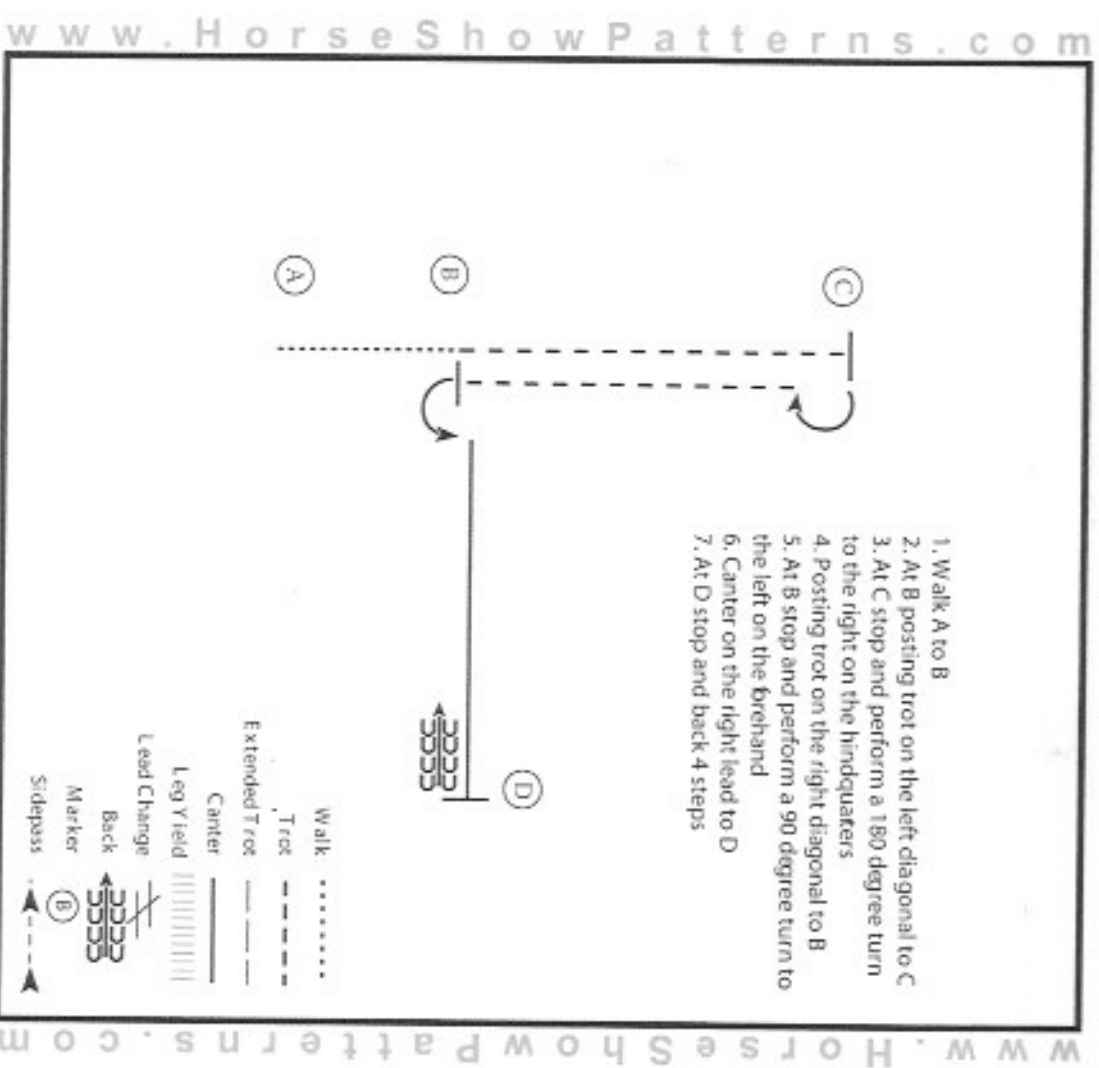 www.HorseShowPatterns.com
A
B
C
D
1. Walk A to B
2. At B posting trot on the left diagonal to C
3. At C stop and perform a 180 degree turn
to the right on the hindquarters
4. Posting trot on the right diagonal to B
5. At B stop and perform a 90 degree turn to
the left on the forehand
6. Canter on the right lead to D
7. At D stop and back 4 steps
Walk
Trot
Extended Trot
Canter
Leg Yield
Lead Change
Back
Marker B
Sidepass
www.HorseShowPatterns.com